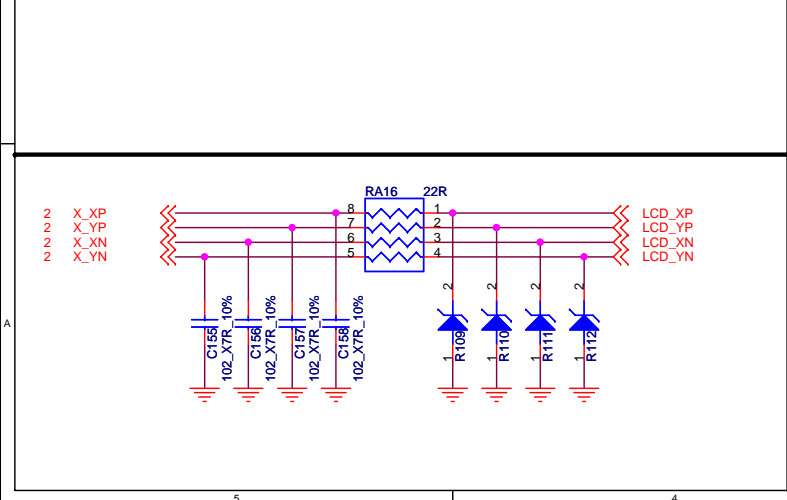 RA16 22R
2 X_XP 8 1 LCD_XP
2 X_YP 7 2 LCD_YP
2 X_XN 6 3 LCD_XN
2 X_YN 5 4 LCD_YN
2 2 2 2
A
C155
102_X7R_10%
C156
102_X7R_10%
C157
102_X7R_10%
C158
102_X7R_10%
1 R109
1 R110
1 R111
1 R112
5 4